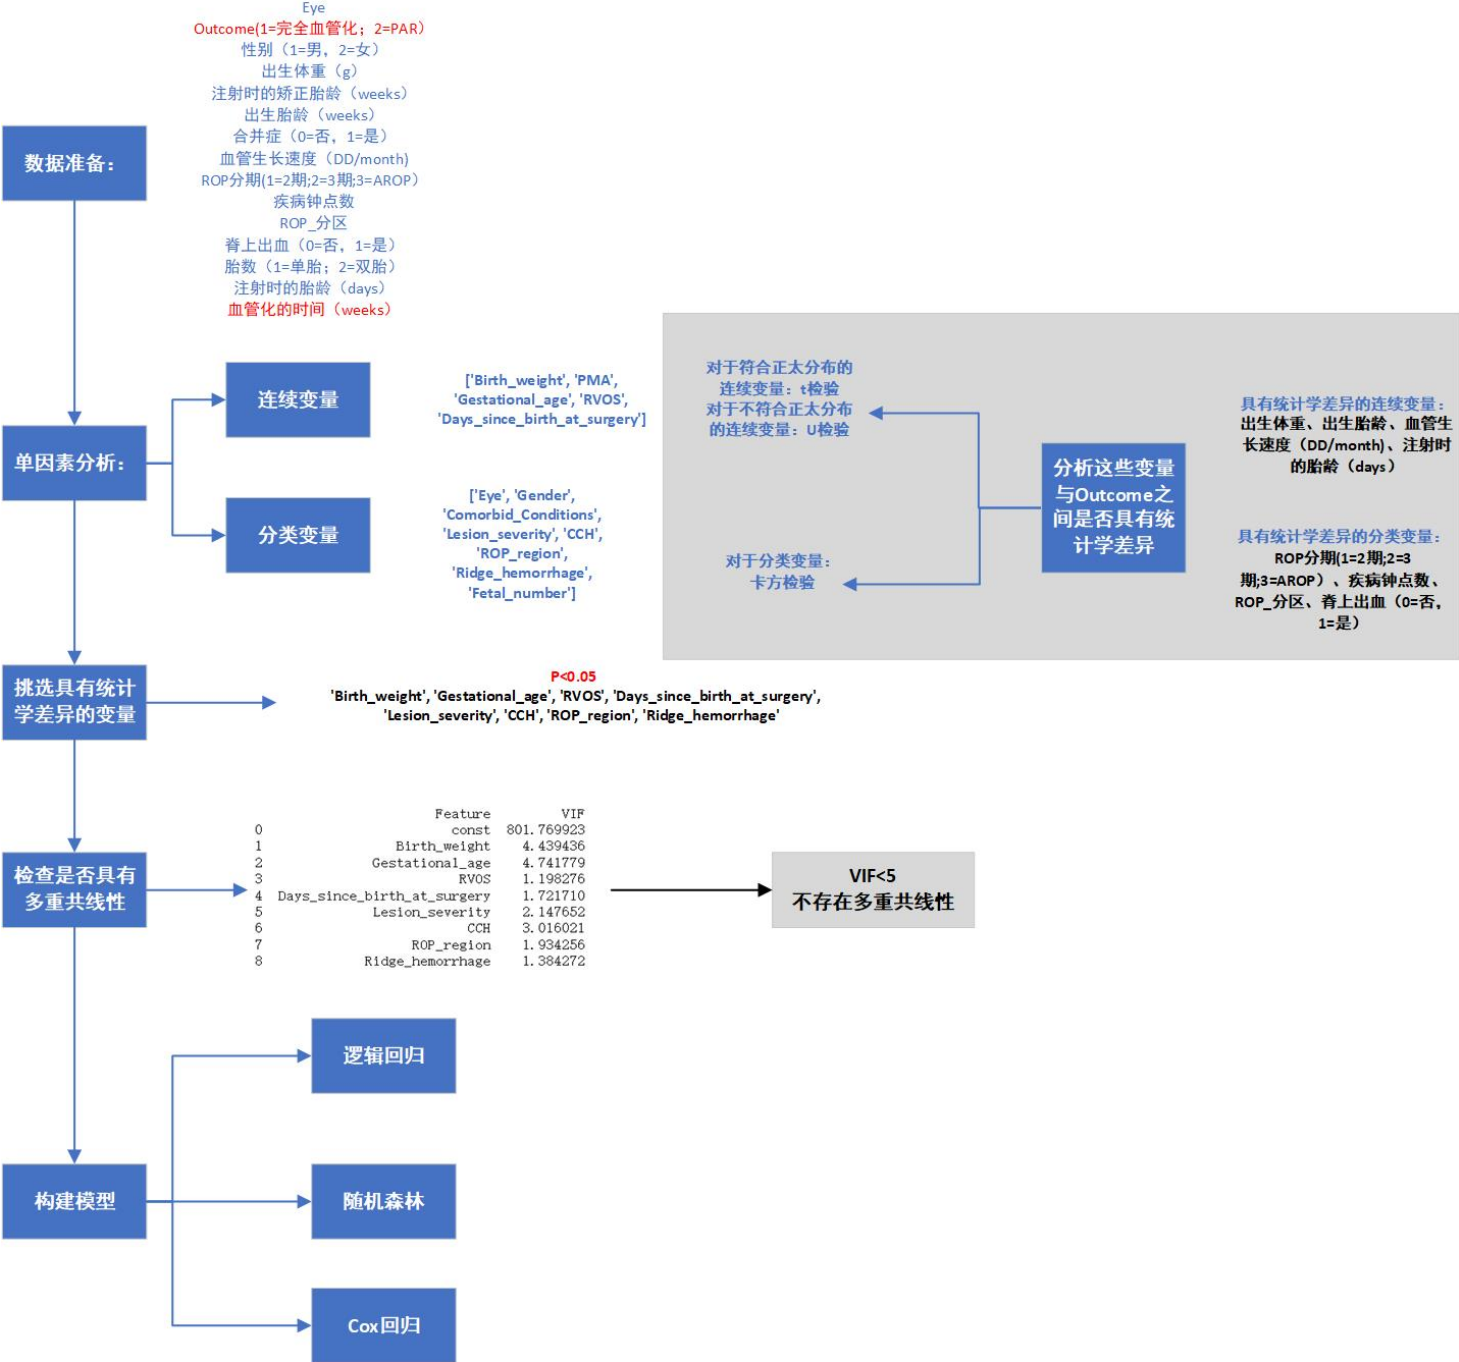 Eye
Outcome(1=完全血管化；2=PAR）
性别（1=男，2=女）
出生体重（g）
注射时的矫正胎龄（weeks）
出生胎龄（weeks）
合并症（0=否，1=是）
血管生长速度（DD/month)
ROP分期(1=2期;2=3期;3=AROP）
疾病钟点数
ROP_分区
脊上出血（0=否，1=是）
胎数（1=单胎；2=双胎）
注射时的胎龄（days）
血管化的时间（weeks）
数据准备：
单因素分析：
连续变量
['Birth_weight', 'PMA',
'Gestational_age', 'RVOS',
'Days_since_birth_at_surgery']
分类变量
['Eye', 'Gender',
'Comorbid_Conditions',
'Lesion_severity', 'CCH',
'ROP_region',
'Ridge_hemorrhage',
'Fetal_number']
对于符合正太分布的
连续变量：t检验
对于不符合正太分布
的连续变量：U检验
对于分类变量：
卡方检验
分析这些变量
与Outcome之
间是否具有统
计学差异
具有统计学差异的连续变量：
出生体重、出生胎龄、血管生
长速度（DD/month)、注射时
的胎龄（days）
具有统计学差异的分类变量：
ROP分期(1=2期;2=3
期;3=AROP）、疾病钟点数、
ROP_分区、脊上出血（0=否，
1=是）
挑选具有统计
学差异的变量
P<0.05
'Birth_weight', 'Gestational_age', 'RVOS', 'Days_since_birth_at_surgery',
'Lesion_severity', 'CCH', 'ROP_region', 'Ridge_hemorrhage'
检查是否具有
多重共线性
Feature VIF
0 const 801.769923
1 Birth_weight 4.439436
2 Gestational_age 4.741779
3 RVOS 1.198276
4 Days_since_birth_at_surgery 1.721710
5 Lesion_severity 2.147652
6 CCH 3.016021
7 ROP_region 1.934256
8 Ridge_hemorrhage 1.384272
VIF<5
不存在多重共线性
构建模型
逻辑回归
随机森林
Cox回归